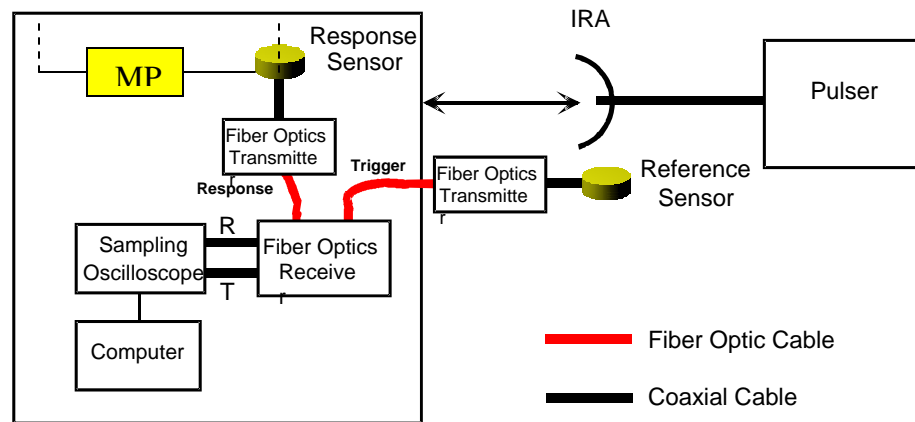 IRA
Response
Sensor
MP
Pulser
Fiber Optics
Transmitte
r
Trigger
Fiber Optics
Transmitte
r
Reference
Sensor
Response
R
Sampling
Oscilloscope
Fiber Optics
Receive
r
T
Computer
Fiber Optic Cable
Coaxial Cable